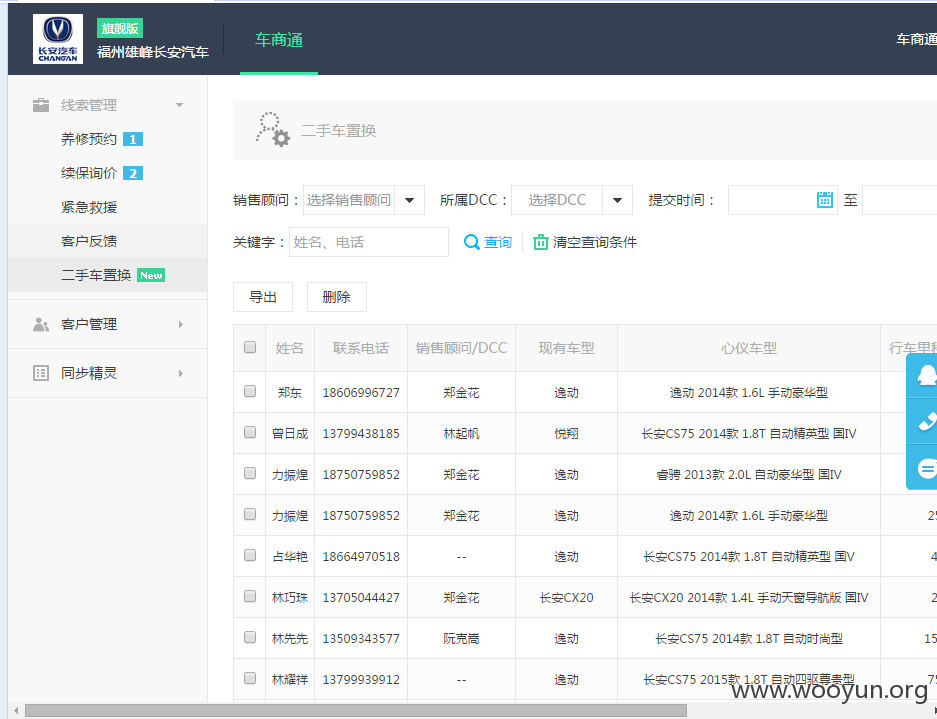 旗舰版
长安汽车
CHANGAN
福州雄峰长安汽车
车商通
车商通
线索管理
养修预约 1
续保询价 2
紧急救援
客户反馈
二手车置换 New
客户管理
同步精灵
二手车置换
销售顾问： 选择销售顾问 所属DCC： 选择DCC 提交时间： 至
关键字： 姓名、电话 查询 清空查询条件
导出 删除
姓名 联系电话 销售顾问/DCC 现有车型 心仪车型 行车里程
郑东 18606996727 郑金花 逸动 逸动 2014款 1.6L 手动豪华型
曾日成 13799438185 林起帆 悦翔 长安CS75 2014款 1.8T 自动精英型 国IV
力振煌 18750759852 郑金花 逸动 睿骋 2013款 2.0L 自动豪华型 国IV
力振煌 18750759852 郑金花 逸动 逸动 2014款 1.6L 手动豪华型 25
占华艳 18664970518 -- 逸动 长安CS75 2014款 1.8T 自动精英型 国V 4
林巧珠 13705044427 郑金花 长安CX20 长安CX20 2014款 1.4L 手动天窗导航版 国IV 2
林先先 13509343577 阮克嵩 逸动 长安CS75 2014款 1.8T 自动时尚型 15
林耀祥 13799939912 -- 逸动 长安CS75 2015款 1.8T 自动四驱尊贵型 75
www.wooyun.org